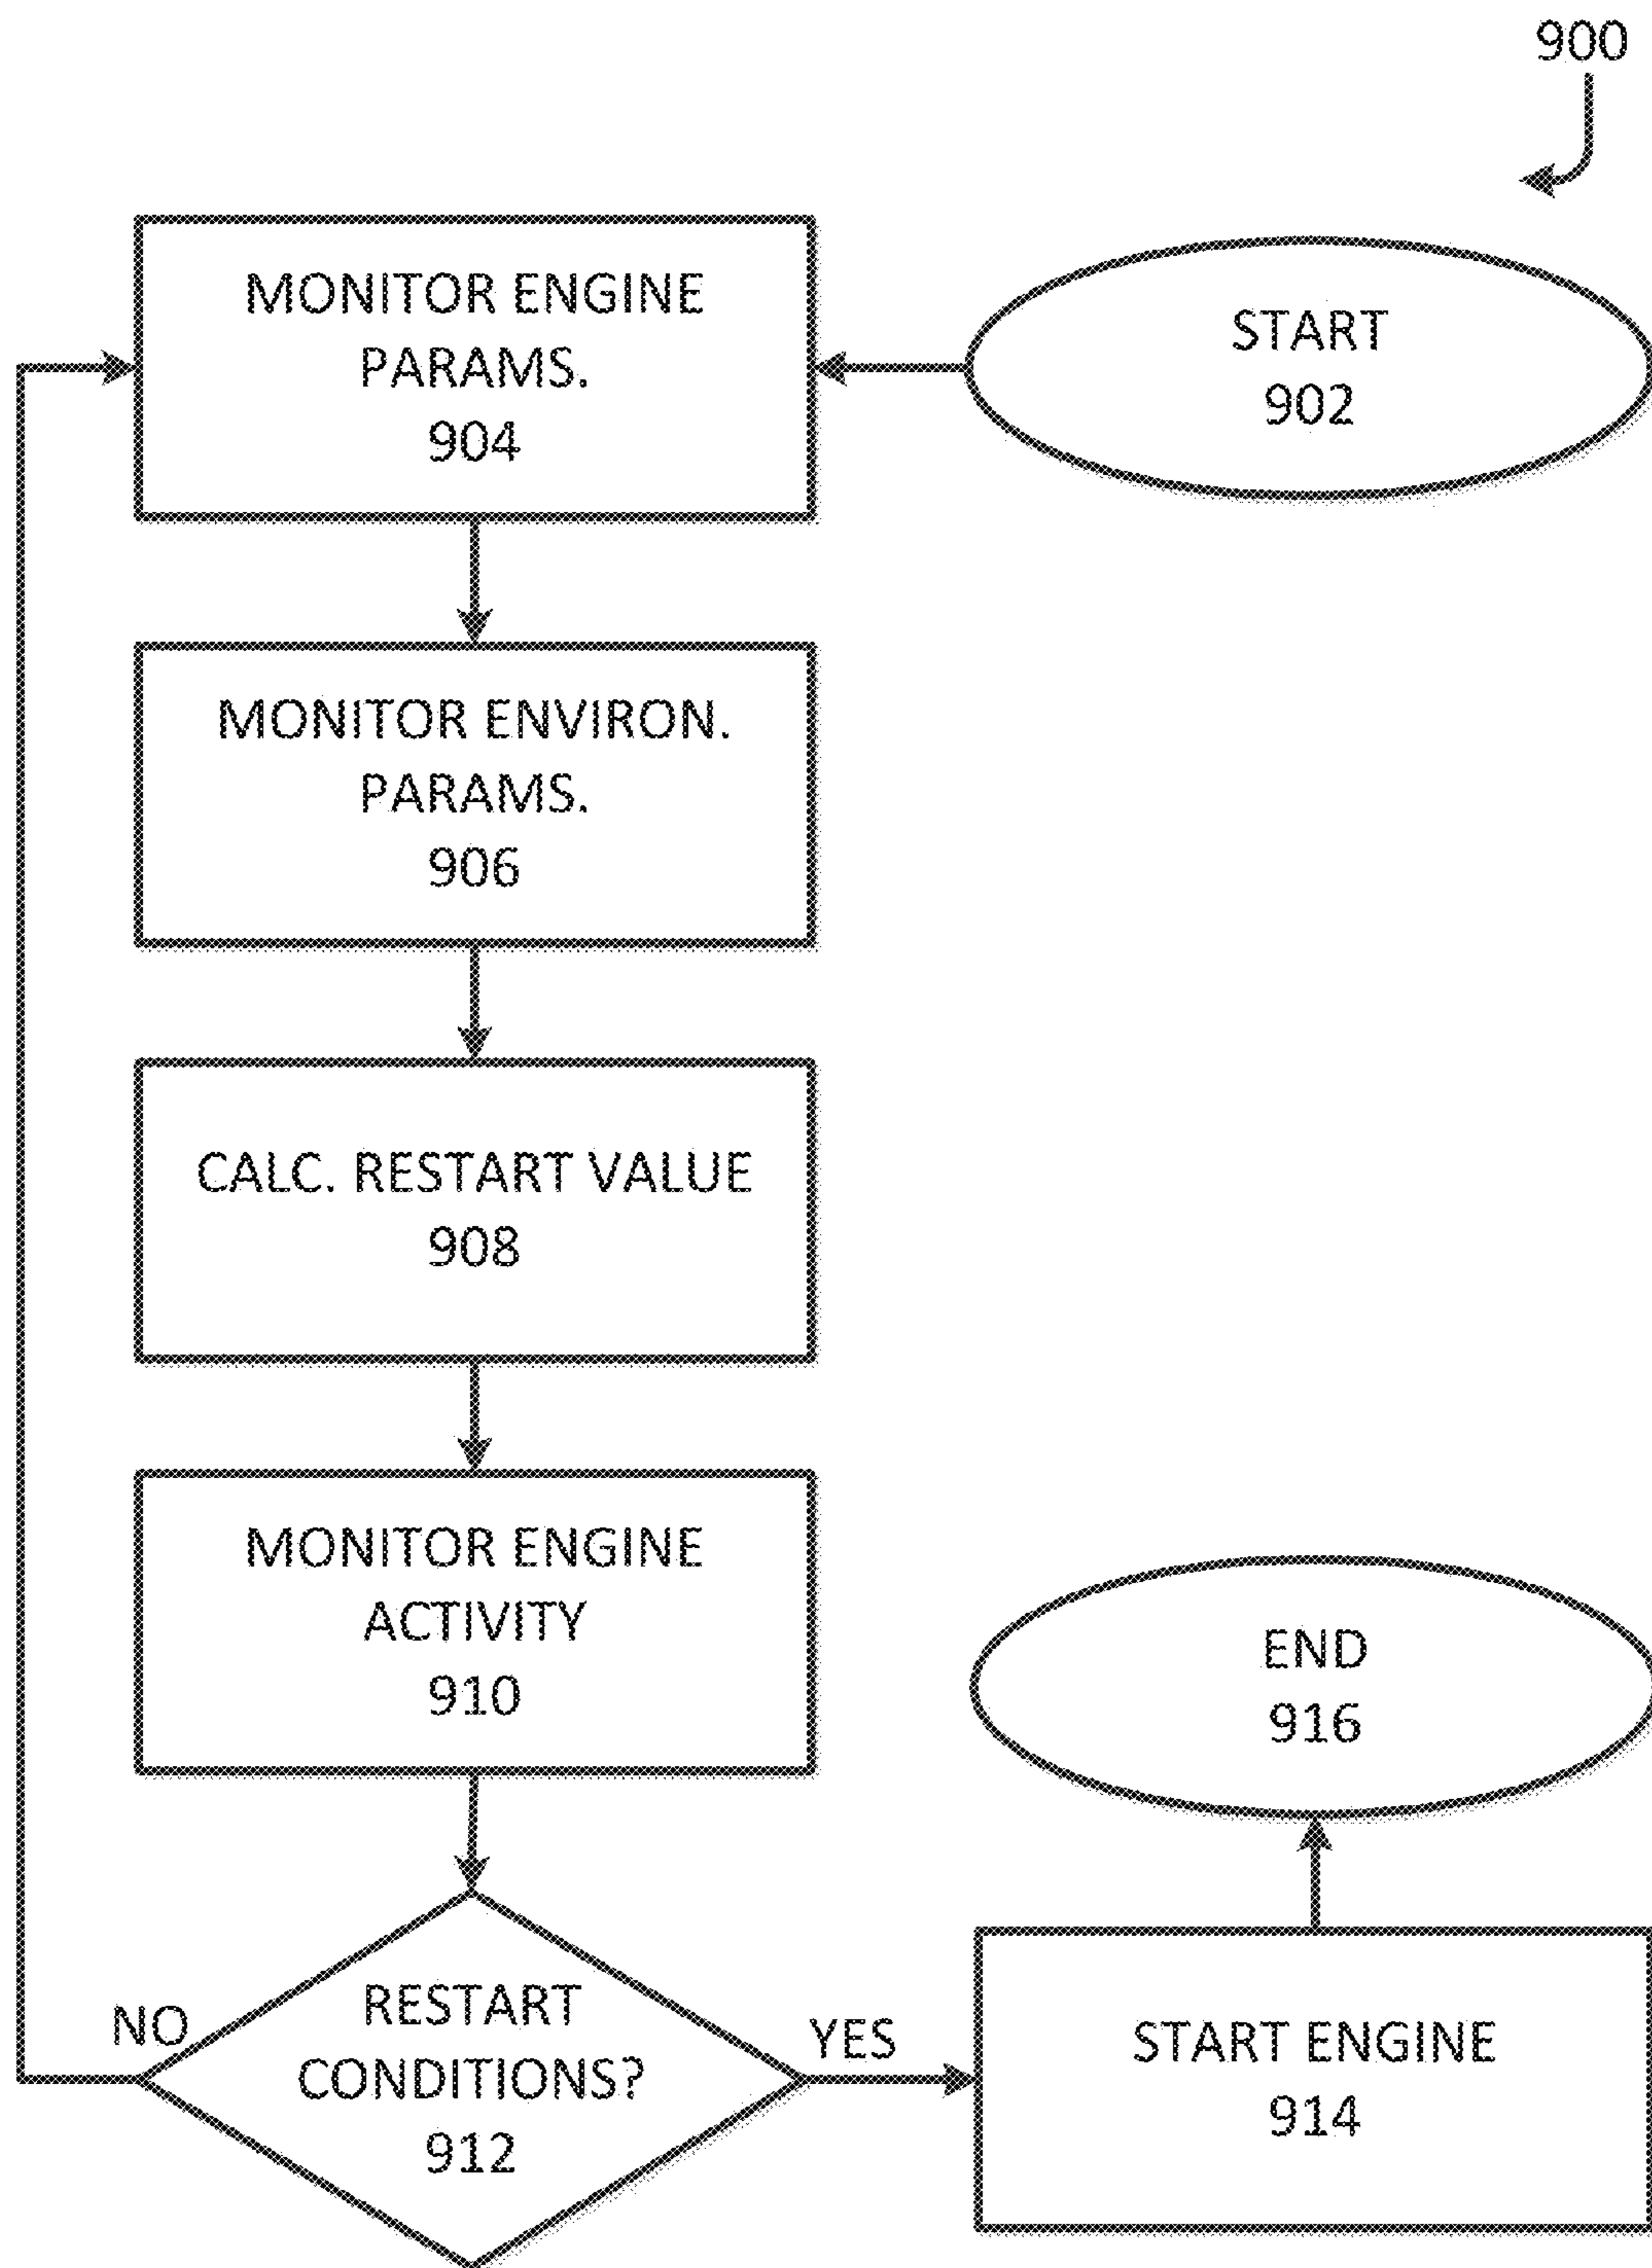 900
START
902
MONITOR ENGINE
PARAMS.
904
MONITOR ENVIRON.
PARAMS.
906
CALC. RESTART VALUE
908
MONITOR ENGINE
ACTIVITY
910
RESTART
CONDITIONS?
912
NO
YES
START ENGINE
914
END
916